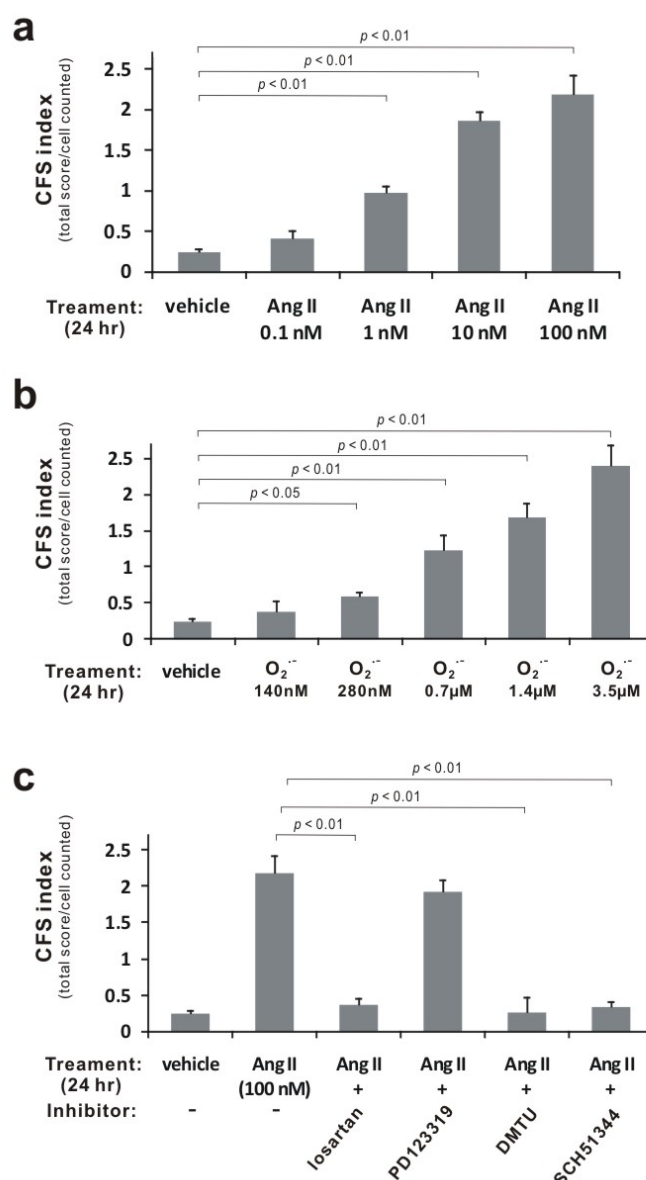 a
p < 0.01
p < 0.01
p < 0.01
CFS index
(total score/cell counted)
2.5
2
1.5
1
0.5
0
Treament:
(24 hr)
vehicle
Ang II
0.1 nM
Ang II
1 nM
Ang II
10 nM
Ang II
100 nM
b
p < 0.01
p < 0.01
p < 0.01
p < 0.05
CFS index
(total score/cell counted)
2.5
2
1.5
1
0.5
0
Treament:
(24 hr)
vehicle
O₂·⁻
140nM
O₂·⁻
280nM
O₂·⁻
0.7µM
O₂·⁻
1.4µM
O₂·⁻
3.5µM
c
p < 0.01
p < 0.01
p < 0.01
CFS index
(total score/cell counted)
2.5
2
1.5
1
0.5
0
Treament:
(24 hr)
Inhibitor:
vehicle
-
Ang II
(100 nM)
-
Ang II
+
losartan
Ang II
+
PD123319
Ang II
+
DMTU
Ang II
+
SCH51344